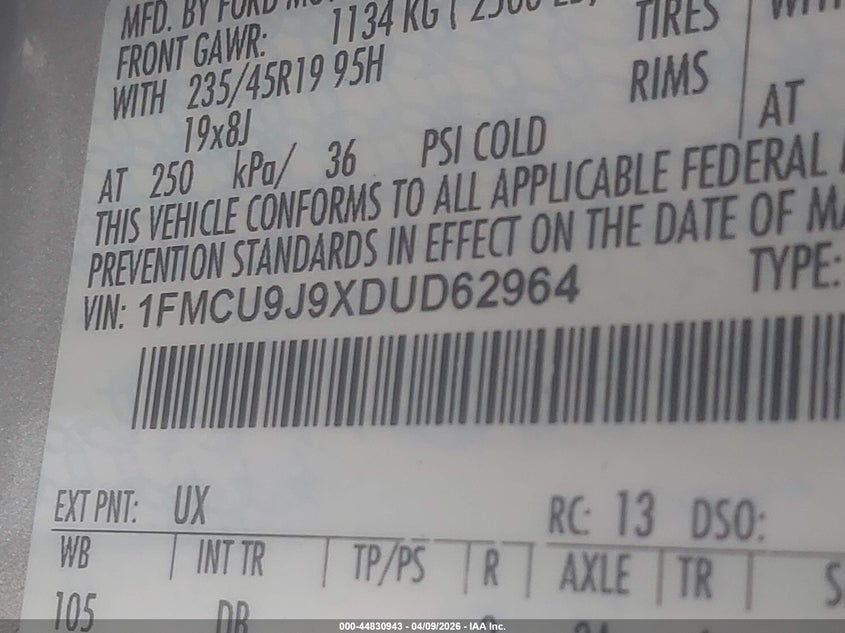 MFD. BY FORD
FRONT GAWR: 1134 KG
WITH 235/45R19 95H TIRES
19x8J RIMS
AT 250 kPa/ 36 PSI COLD AT
THIS VEHICLE CONFORMS TO ALL APPLICABLE FEDERAL
PREVENTION STANDARDS IN EFFECT ON THE DATE OF
VIN: 1FMCU9J9XDUD62964 TYPE:
EXT PNT: UX RC: 13 DSO:
WB | INT TR | TP/PS | R | AXLE | TR |
105 DR
000-44830943 - 04/09/2026 - IAA Inc.